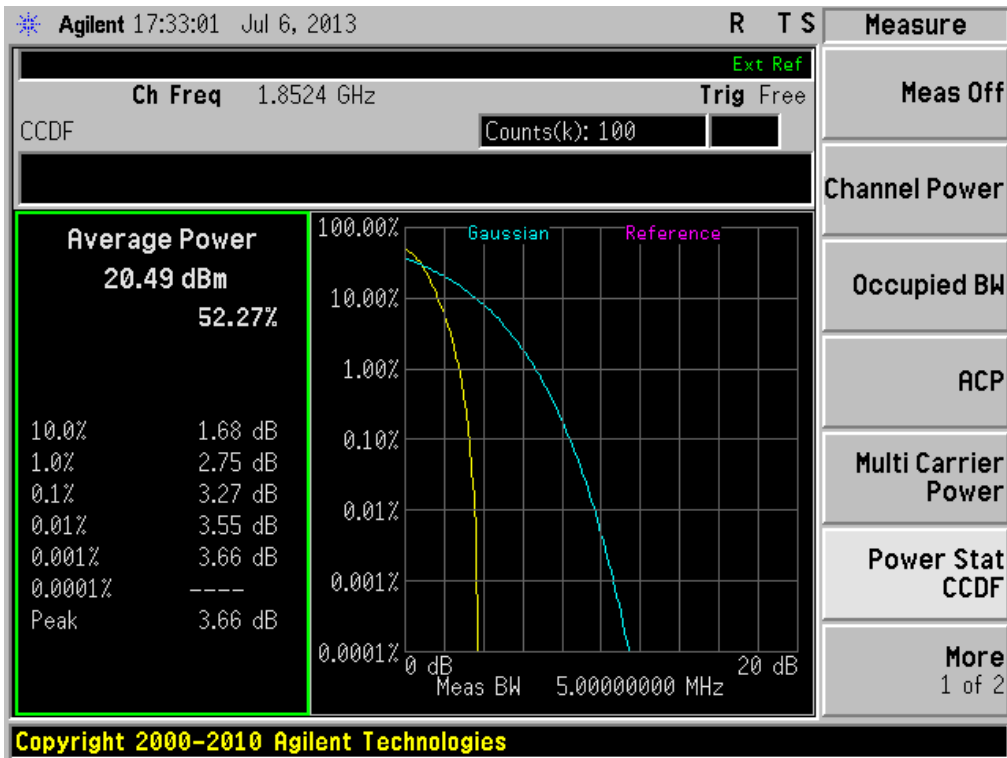 Agilent 17:33:01 Jul 6, 2013 R T S
Ext Ref
Ch Freq 1.8524 GHz Trig Free
CCDF Counts(k): 100
Average Power
20.49 dBm
52.27%
10.0% 1.68 dB
1.0% 2.75 dB
0.1% 3.27 dB
0.01% 3.55 dB
0.001% 3.66 dB
0.0001% ----
Peak 3.66 dB
Gaussian Reference
100.00%
10.00%
1.00%
0.10%
0.01%
0.001%
0.0001%
0 dB 20 dB
Meas BW 5.00000000 MHz
Measure
Meas Off
Channel Power
Occupied BW
ACP
Multi Carrier
Power
Power Stat
CCDF
More
1 of 2
Copyright 2000-2010 Agilent Technologies